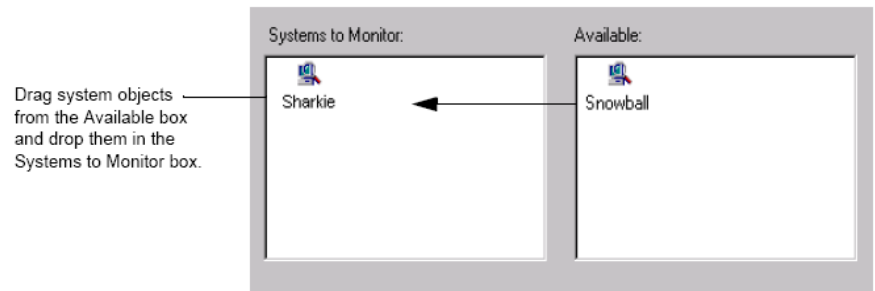 Systems to Monitor:
Available:
Sharkie
Snowball
Drag system objects
from the Available box
and drop them in the
Systems to Monitor box.